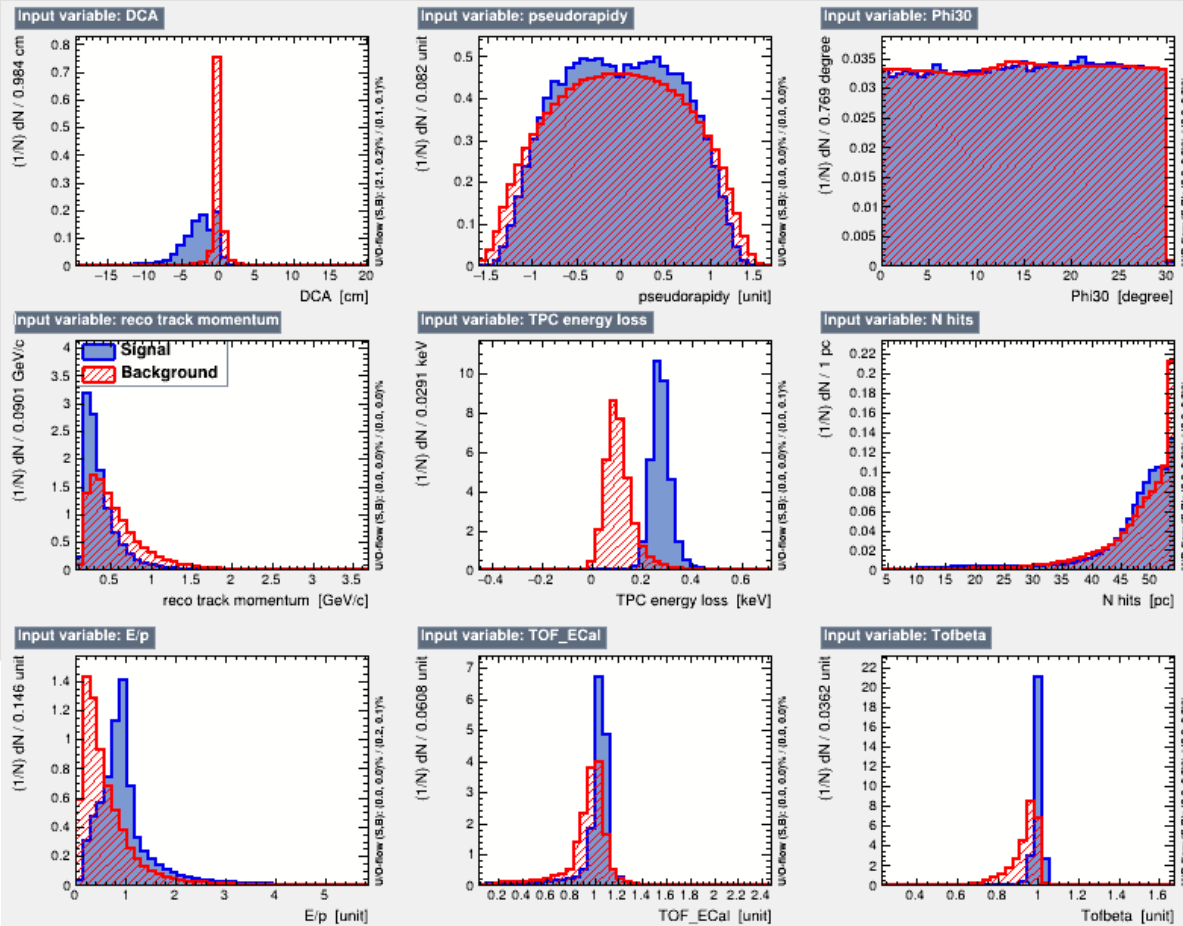 Input variable: DCA
(1/N) dN / 0.984 cm
0.8
0.7
0.6
0.5
0.4
0.3
0.2
0.1
0
−15 −10 −5 0 5 10 15 20
DCA [cm]
U/O-flow (S,B): (2.1, 0.2)% / (0.1, 0.1)%
Input variable: pseudorapidy
(1/N) dN / 0.082 unit
0.5
0.4
0.3
0.2
0.1
0
−1.5 −1 −0.5 0 0.5 1 1.5
pseudorapidy [unit]
U/O-flow (S,B): (0.0, 0.0)% / (0.0, 0.0)%
Input variable: Phi30
(1/N) dN / 0.769 degree
0.035
0.03
0.025
0.02
0.015
0.01
0.005
0
0 5 10 15 20 25 30
Phi30 [degree]
Input variable: reco track momentum
(1/N) dN / 0.0901 GeV/c
4
3.5
3
2.5
2
1.5
1
0.5
0
Signal
Background
0.5 1 1.5 2 2.5 3 3.5
reco track momentum [GeV/c]
U/O-flow (S,B): (0.0, 0.0)% / (0.0, 0.0)%
Input variable: TPC energy loss
(1/N) dN / 0.0291 keV
10
8
6
4
2
0
−0.4 −0.2 0 0.2 0.4 0.6
TPC energy loss [keV]
U/O-flow (S,B): (0.0, 0.0)% / (0.0, 0.1)%
Input variable: N hits
(1/N) dN / 1 pc
0.22
0.2
0.18
0.16
0.14
0.12
0.1
0.08
0.06
0.04
0.02
0
5 10 15 20 25 30 35 40 45 50
N hits [pc]
Input variable: E/p
(1/N) dN / 0.146 unit
1.4
1.2
1
0.8
0.6
0.4
0.2
0
0 1 2 3 4 5
E/p [unit]
U/O-flow (S,B): (0.0, 0.0)% / (0.2, 0.1)%
Input variable: TOF_ECal
(1/N) dN / 0.0608 unit
7
6
5
4
3
2
1
0
0.2 0.4 0.6 0.8 1 1.2 1.4 1.6 1.8 2 2.2 2.4
TOF_ECal [unit]
U/O-flow (S,B): (0.0, 0.0)% / (0.0, 0.0)%
Input variable: Tofbeta
(1/N) dN / 0.0362 unit
22
20
18
16
14
12
10
8
6
4
2
0
0.4 0.6 0.8 1 1.2 1.4 1.6
Tofbeta [unit]